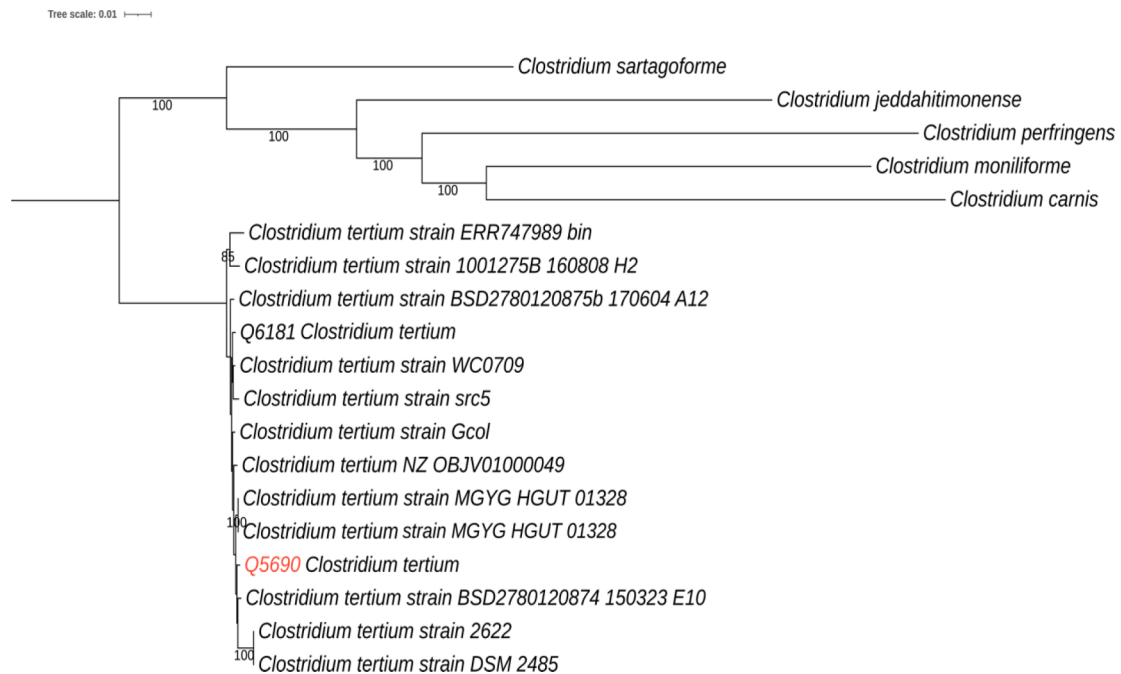 Tree scale: 0.01
Clostridium sartagoforme
100
Clostridium jeddahitimonense
100
Clostridium perfringens
100
Clostridium moniliforme
100
Clostridium carnis
Clostridium tertium strain ERR747989 bin
85
Clostridium tertium strain 1001275B 160808 H2
Clostridium tertium strain BSD2780120875b 170604 A12
Q6181 Clostridium tertium
Clostridium tertium strain WC0709
Clostridium tertium strain src5
Clostridium tertium strain Gcol
Clostridium tertium NZ OBJV01000049
Clostridium tertium strain MGYG HGUT 01328
100
Clostridium tertium strain MGYG HGUT 01328
Q5690 Clostridium tertium
Clostridium tertium strain BSD2780120874 150323 E10
Clostridium tertium strain 2622
100
Clostridium tertium strain DSM 2485